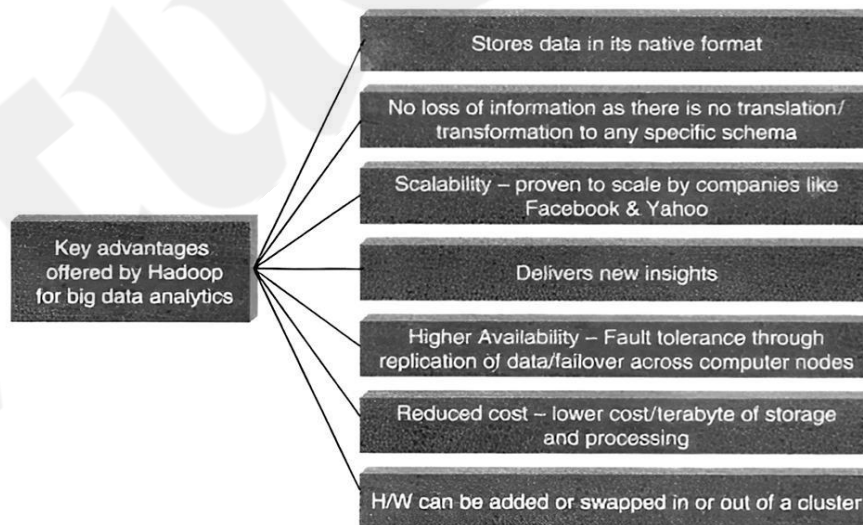 Stores data in its native format
No loss of information as there is no translation/
transformation to any specific schema
Scalability – proven to scale by companies like
Facebook & Yahoo
Key advantages
offered by Hadoop
for big data analytics
Delivers new insights
Higher Availability – Fault tolerance through
replication of data/failover across computer nodes
Reduced cost – lower cost/terabyte of storage
and processing
H/W can be added or swapped in or out of a cluster